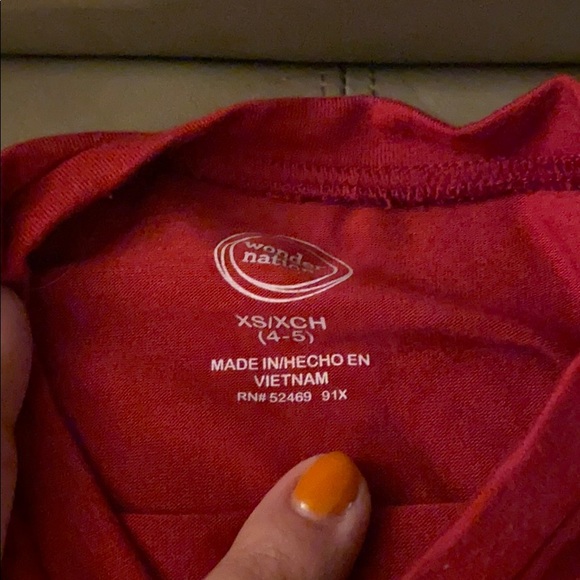 wonder
nation
XS/XCH
(4-5)
MADE IN/HECHO EN
VIETNAM
RN# 52469 91X